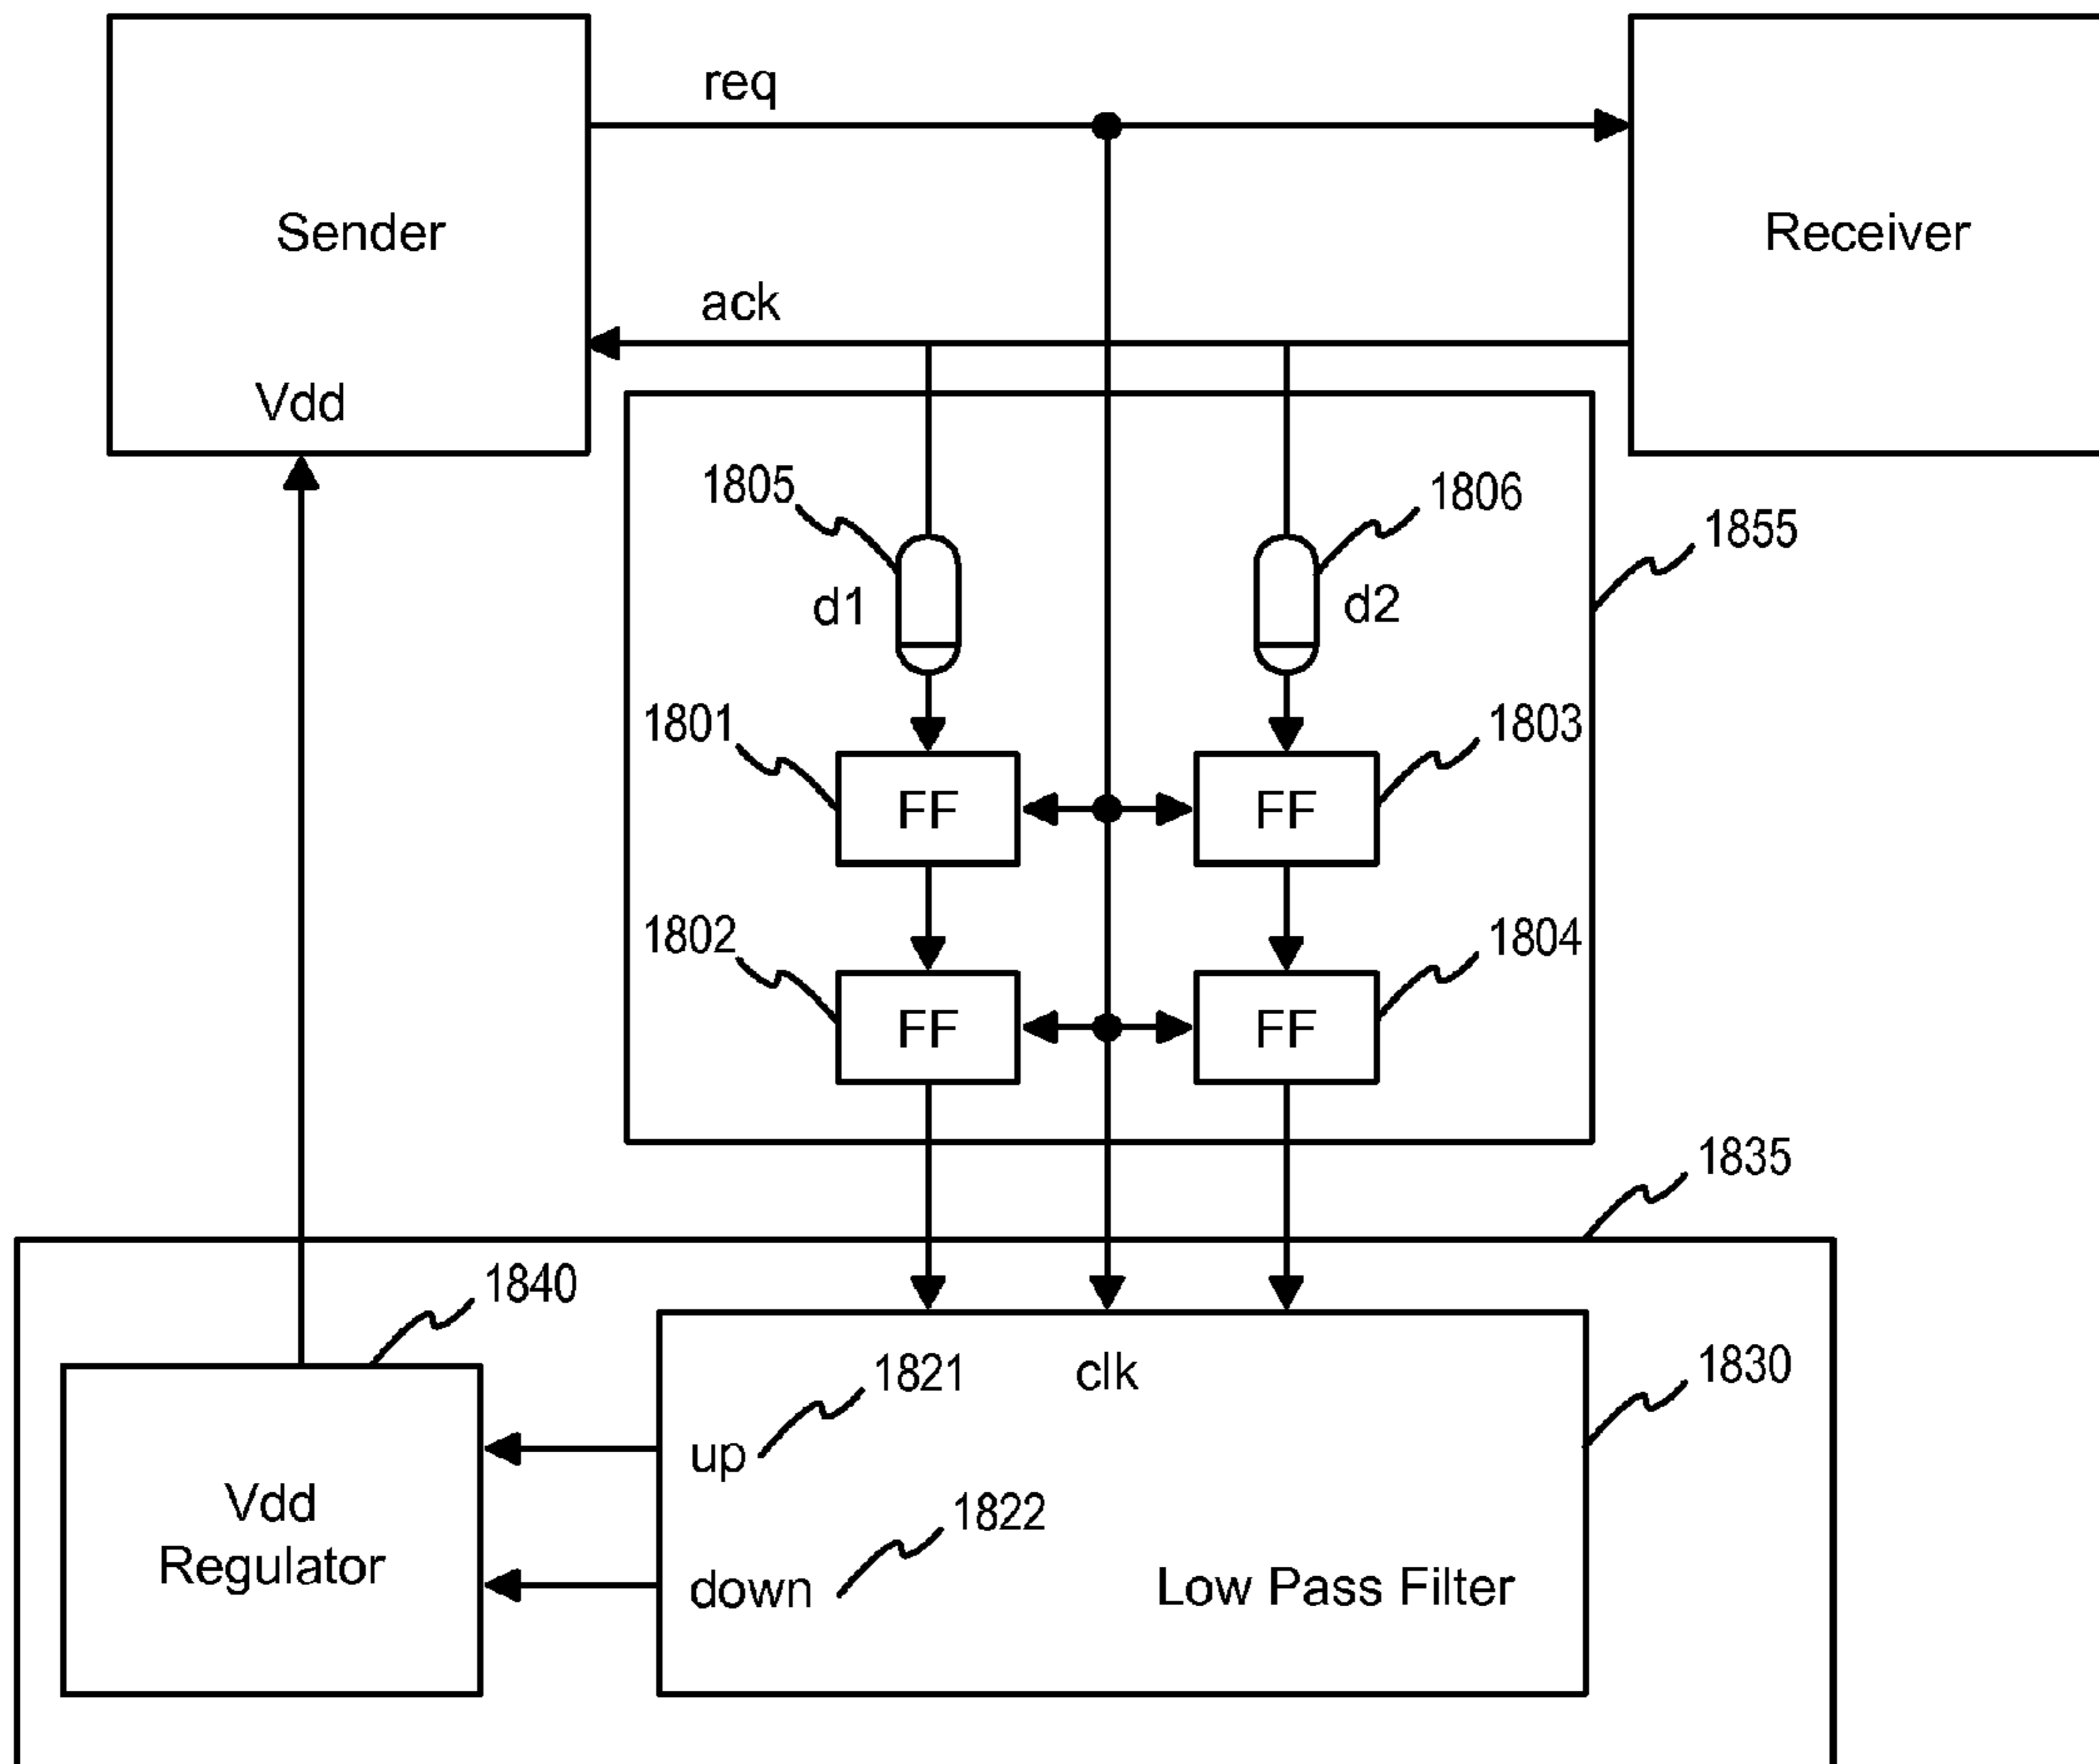 req
Sender
Receiver
ack
Vdd
1805
1806
1855
d1
d2
1801
1803
FF
FF
1802
1804
FF
FF
1835
1840
1821
clk
1830
up
Vdd
Regulator
1822
down
Low Pass Filter